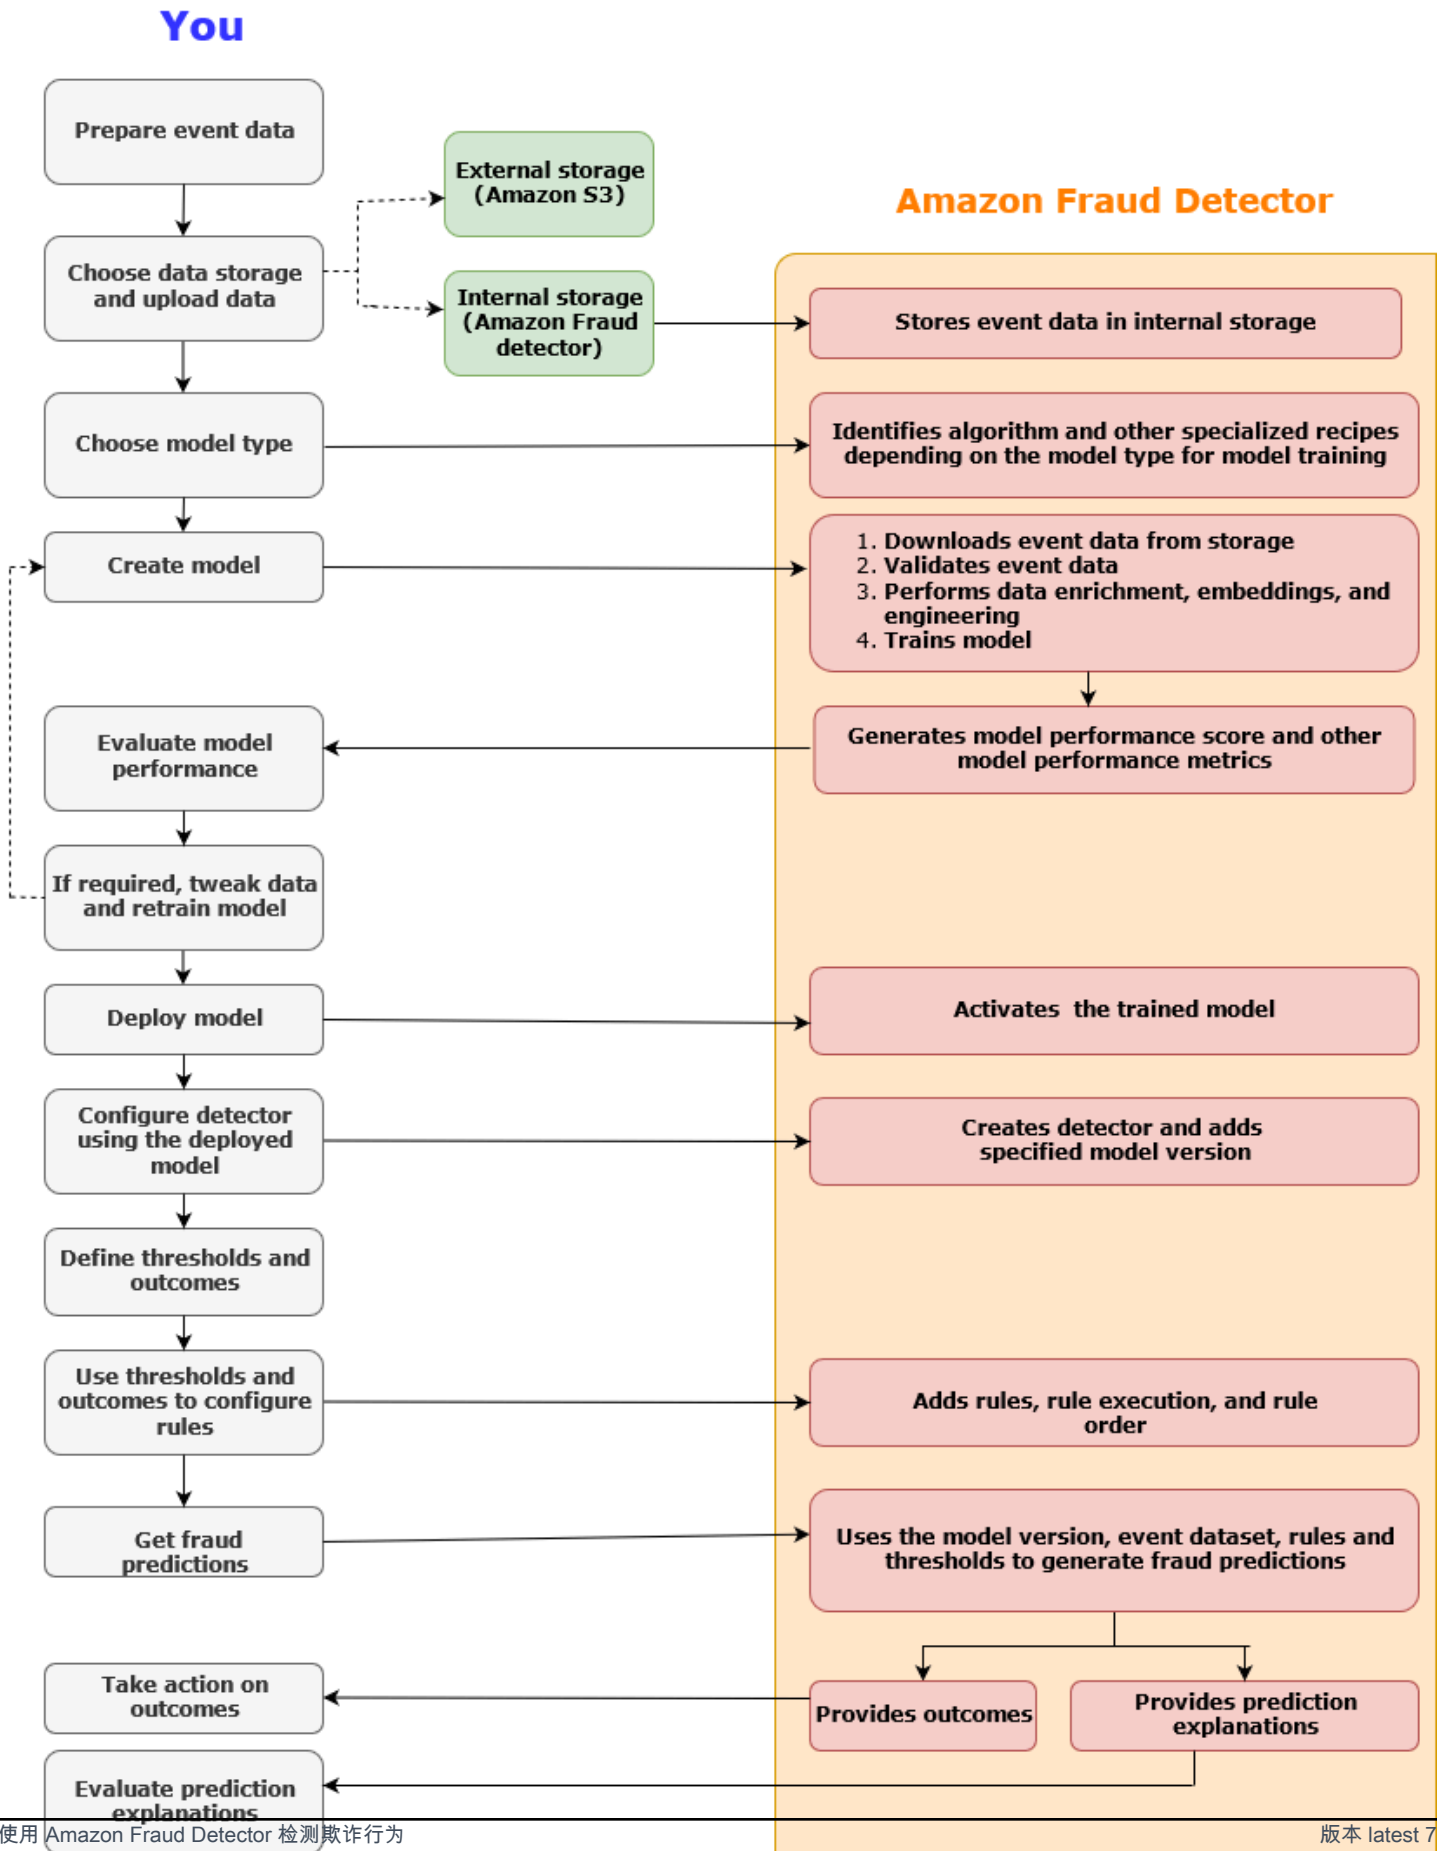 You
Prepare event data
External storage
(Amazon S3)
Amazon Fraud Detector
Choose data storage
and upload data
Internal storage
(Amazon Fraud
detector)
Stores event data in internal storage
Choose model type
Identifies algorithm and other specialized recipes
depending on the model type for model training
Create model
1. Downloads event data from storage
2. Validates event data
3. Performs data enrichment, embeddings, and
engineering
4. Trains model
Evaluate model
performance
Generates model performance score and other
model performance metrics
If required, tweak data
and retrain model
Deploy model
Activates the trained model
Configure detector
using the deployed
model
Creates detector and adds
specified model version
Define thresholds and
outcomes
Use thresholds and
outcomes to configure
rules
Adds rules, rule execution, and rule
order
Get fraud
predictions
Uses the model version, event dataset, rules and
thresholds to generate fraud predictions
Take action on
outcomes
Provides outcomes
Provides prediction
explanations
Evaluate prediction
explanations
使用 Amazon Fraud Detector 检测欺诈行为
版本 latest 7